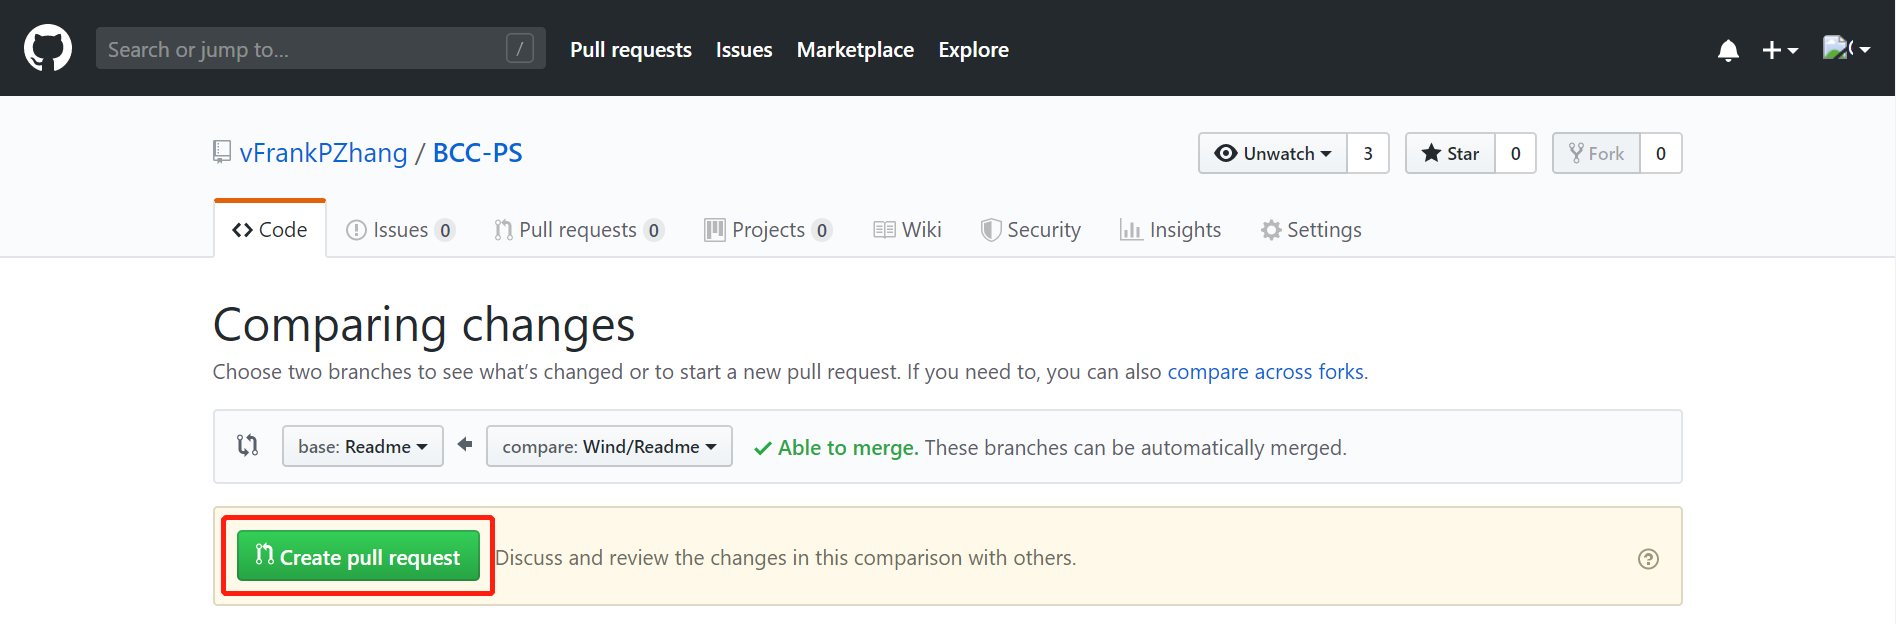 Search or jump to... / Pull requests Issues Marketplace Explore
vFrankPZhang / BCC-PS Unwatch 3 Star 0 Fork 0
Code Issues 0 Pull requests 0 Projects 0 Wiki Security Insights Settings
Comparing changes
Choose two branches to see what’s changed or to start a new pull request. If you need to, you can also compare across forks.
base: Readme compare: Wind/Readme Able to merge. These branches can be automatically merged.
Create pull request Discuss and review the changes in this comparison with others.